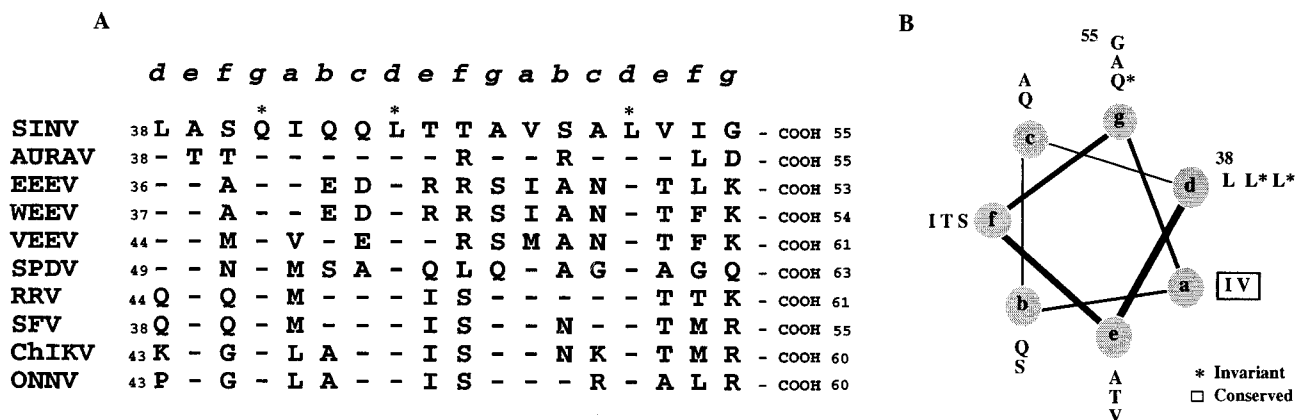 A
d e f g a b c d e f g a b c d e f g
* * *
SINV 38 L A S Q I Q Q L T T A V S A L V I G - COOH 55
AURAV 38 - T T - - - - - - R - - R - - - L D - COOH 55
EEEV 36 - - A - - E D - R R S I A N - T L K - COOH 53
WEEV 37 - - A - - E D - R R S I A N - T F K - COOH 54
VEEV 44 - - M - V - E - - R S M A N - T F K - COOH 61
SPDV 49 - - N - M S A - Q L Q - A G - A G Q - COOH 63
RRV 44 Q - Q - M - - - I S - - - - - T T K - COOH 61
SFV 38 Q - Q - M - - - I S - - N - - T M R - COOH 55
ChIKV 43 K - G - L A - - I S - - N K - T M R - COOH 60
ONNV 43 P - G - L A - - I S - - - R - A L R - COOH 60
B
55 G
A
Q*
A
Q
g
c
38
L L* L*
d
I T S f
a I V
b
e
Q
S
A
T
V
* Invariant
□ Conserved